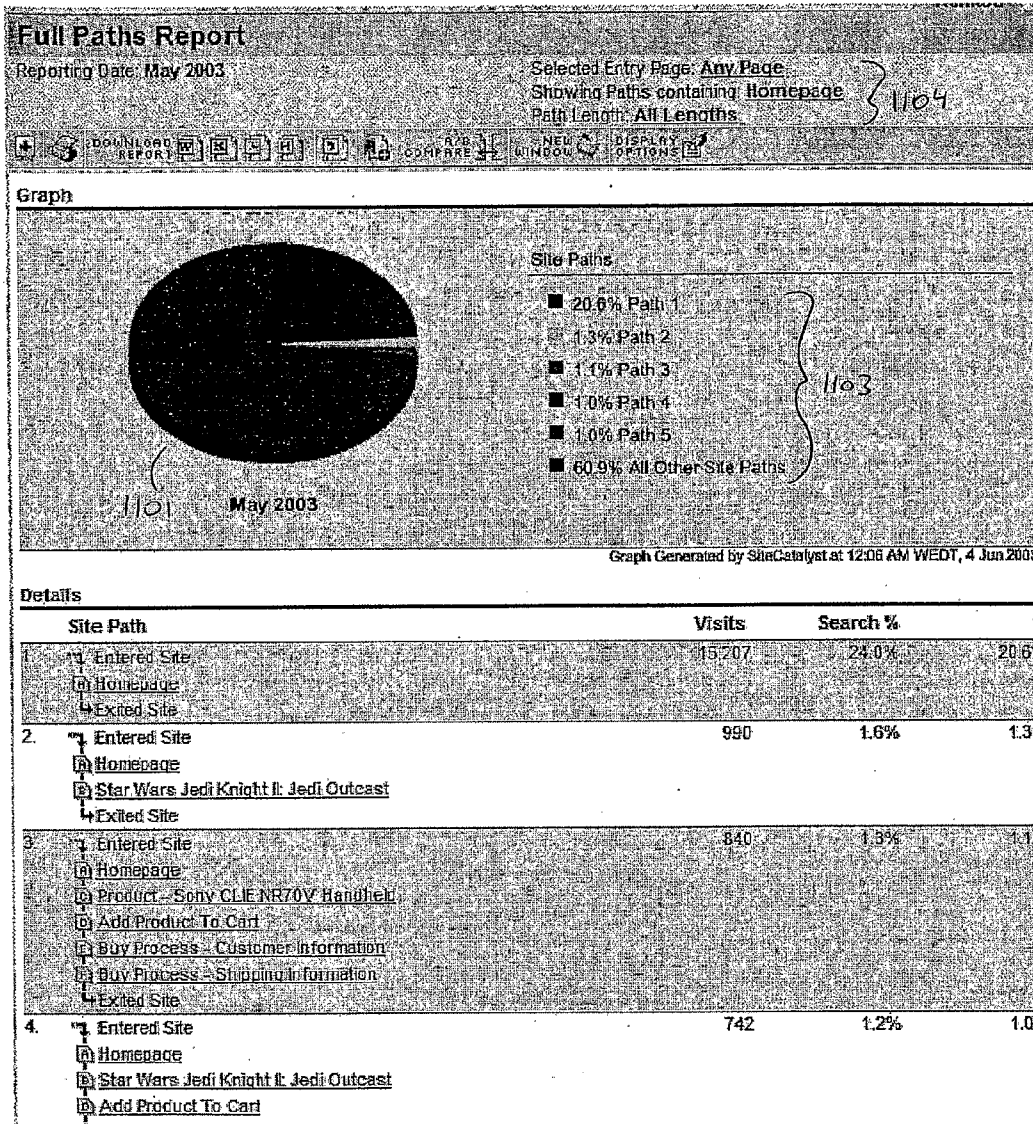 Full Paths Report
Reporting Date: May 2003
Selected Entry Page: Any Page
Showing Paths containing: Homepage
Path Length: All Lengths
1104
DOWNLOAD REPORT
A/B COMPARE
NEW WINDOW
DISPLAY OPTIONS
Graph
Site Paths
20.6% Path 1
1.3% Path 2
1.1% Path 3
1.0% Path 4
1.0% Path 5
60.9% All Other Site Paths
1103
1101
May 2003
Graph Generated by SiteCatalyst at 12:06 AM WEDT, 4 Jun 2003
Details
Site Path Visits Search %
1. Entered Site 15,207 24.0% 20.6
A Homepage
Exited Site
2. Entered Site 990 1.6% 1.3
A Homepage
B Star Wars Jedi Knight II: Jedi Outcast
Exited Site
3. Entered Site 840 1.3% 1.1
A Homepage
C Product - Sony CLIE NR70V Handheld
D Add Product To Cart
E Buy Process - Customer Information
Buy Process - Shipping Information
Exited Site
4. Entered Site 742 1.2% 1.0
A Homepage
B Star Wars Jedi Knight II: Jedi Outcast
D Add Product To Cart